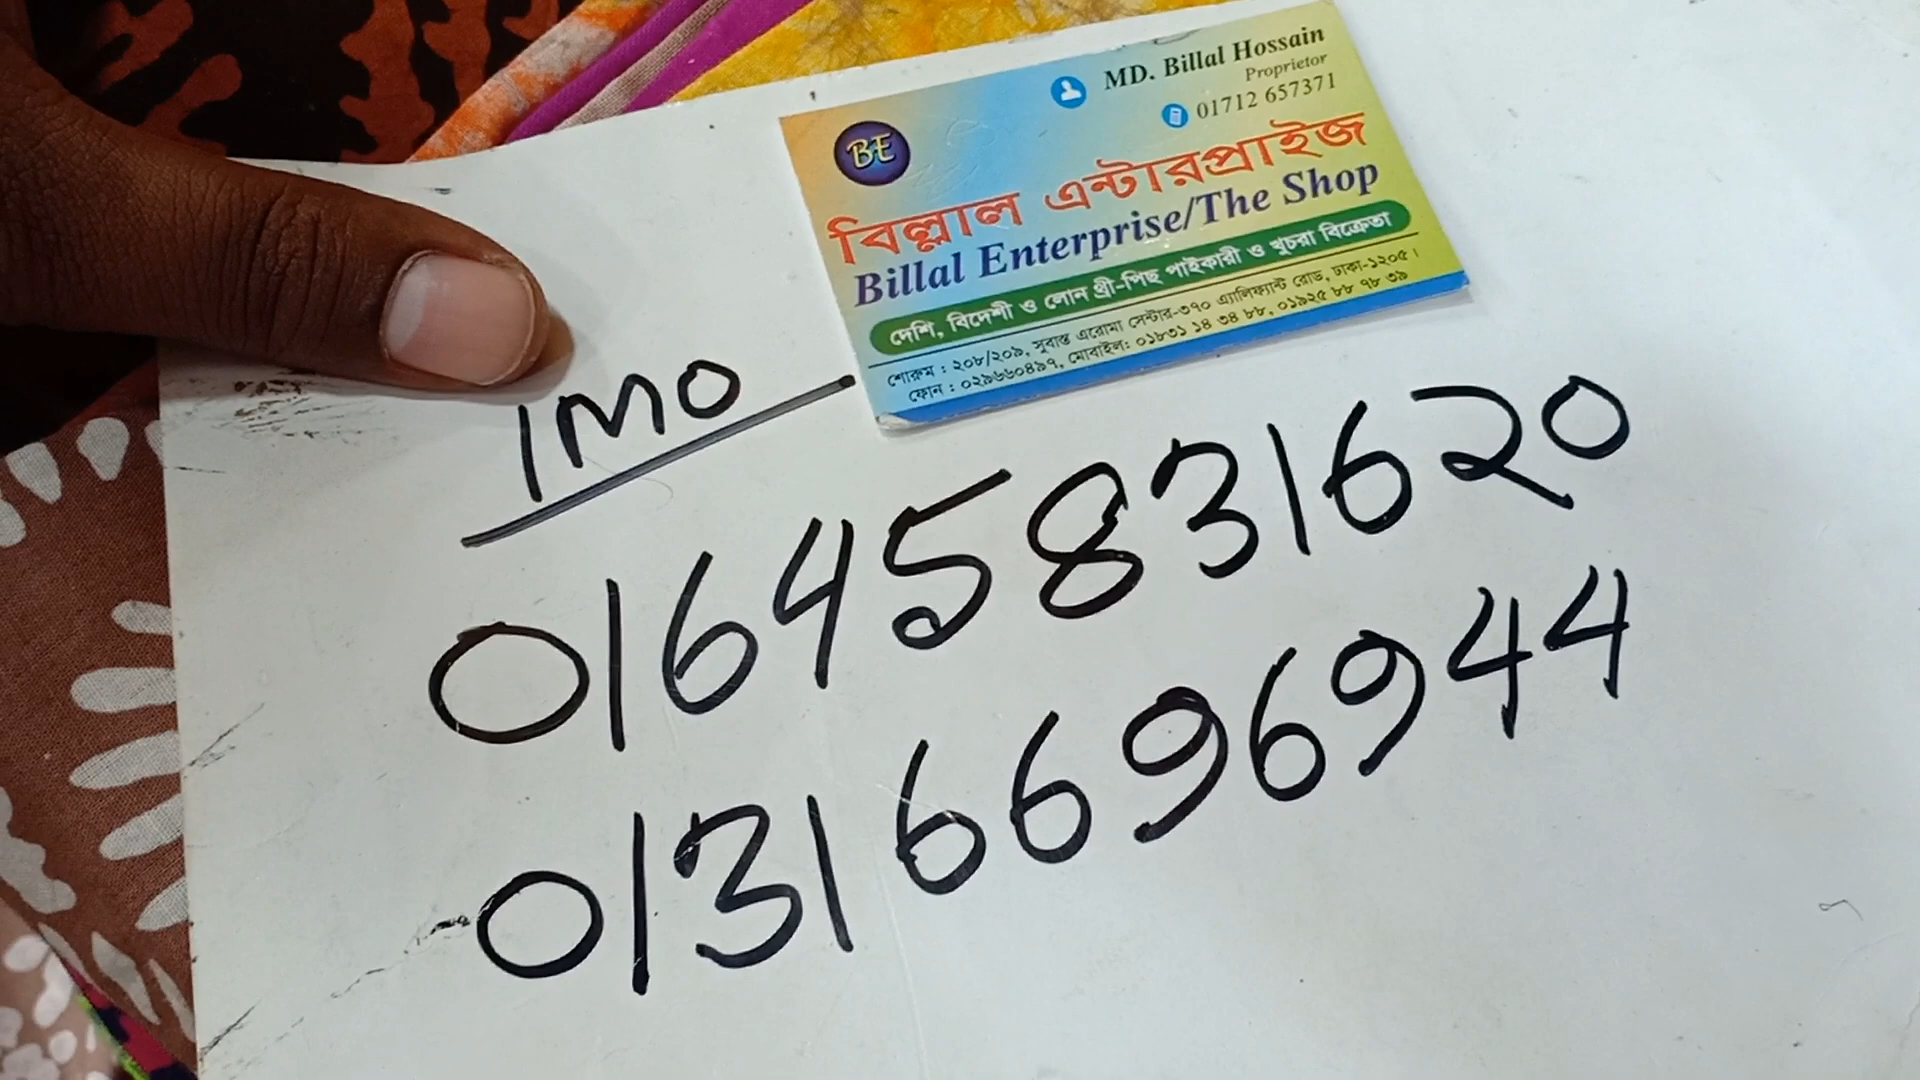 BE
MD. Billal Hossain
Proprietor
01712 657371
বিল্লাল এন্টারপ্রাইজ
Billal Enterprise/The Shop
দেশি, বিদেশী ও লোন থ্রী-পিছ পাইকারী ও খুচরা বিক্রেতা
শোরুম : ২০৮/২০৯, সুবাস্তু এরোমা সেন্টার-৩৭০ এ্যালিফ্যান্ট রোড, ঢাকা-১২০৫।
ফোন : ০২৯৬৬০৪৯৭, মোবাইল: ০১৮৩১ ১৪ ৩৪ ৮৮, ০১৯২৫ ৮৮ ৭৮ ৩৯
IMO
01645831620
01316696944